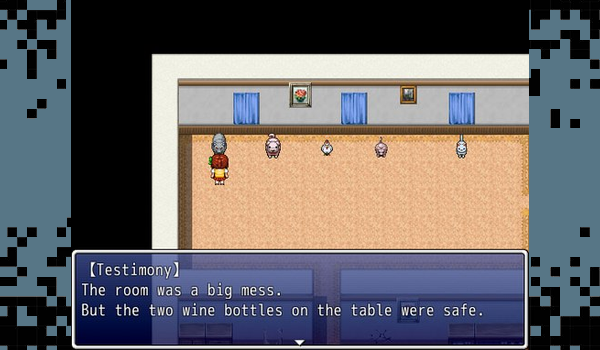 【Testimony】
The room was a big mess.
But the two wine bottles on the table were safe.